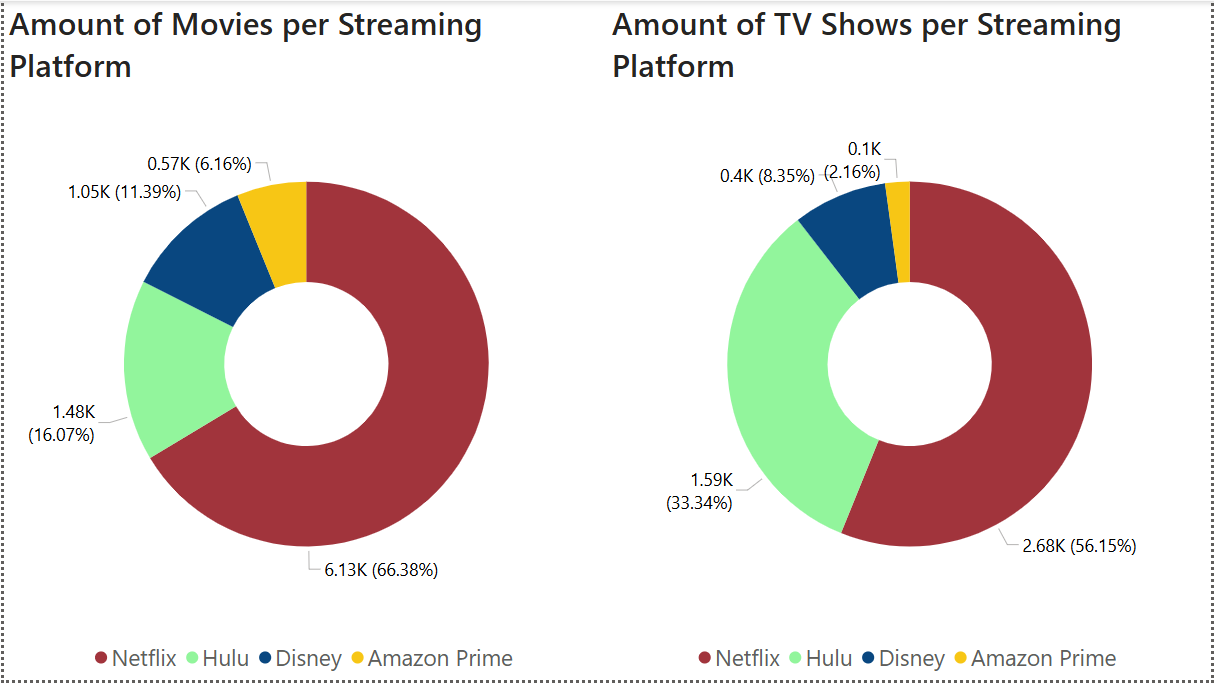 Amount of Movies per Streaming
Platform
0.57K (6.16%)
1.05K (11.39%)
1.48K
(16.07%)
6.13K (66.38%)
Netflix Hulu Disney Amazon Prime
Amount of TV Shows per Streaming
Platform
0.1K
(2.16%)
0.4K (8.35%)
1.59K
(33.34%)
2.68K (56.15%)
Netflix Hulu Disney Amazon Prime